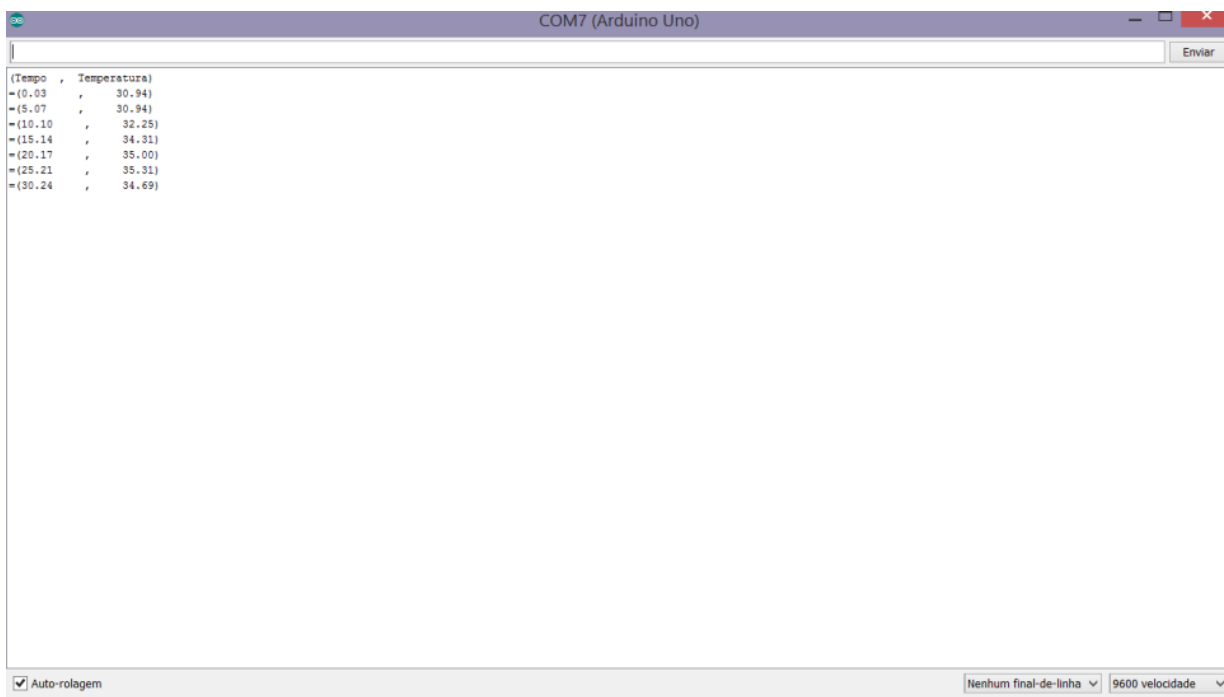 COM7 (Arduino Uno)
Enviar
(Tempo , Temperatura)
=(0.03 , 30.94)
=(5.07 , 30.94)
=(10.10 , 32.25)
=(15.14 , 34.31)
=(20.17 , 35.00)
=(25.21 , 35.31)
=(30.24 , 34.69)
Auto-rolagem Nenhum final-de-linha 9600 velocidade